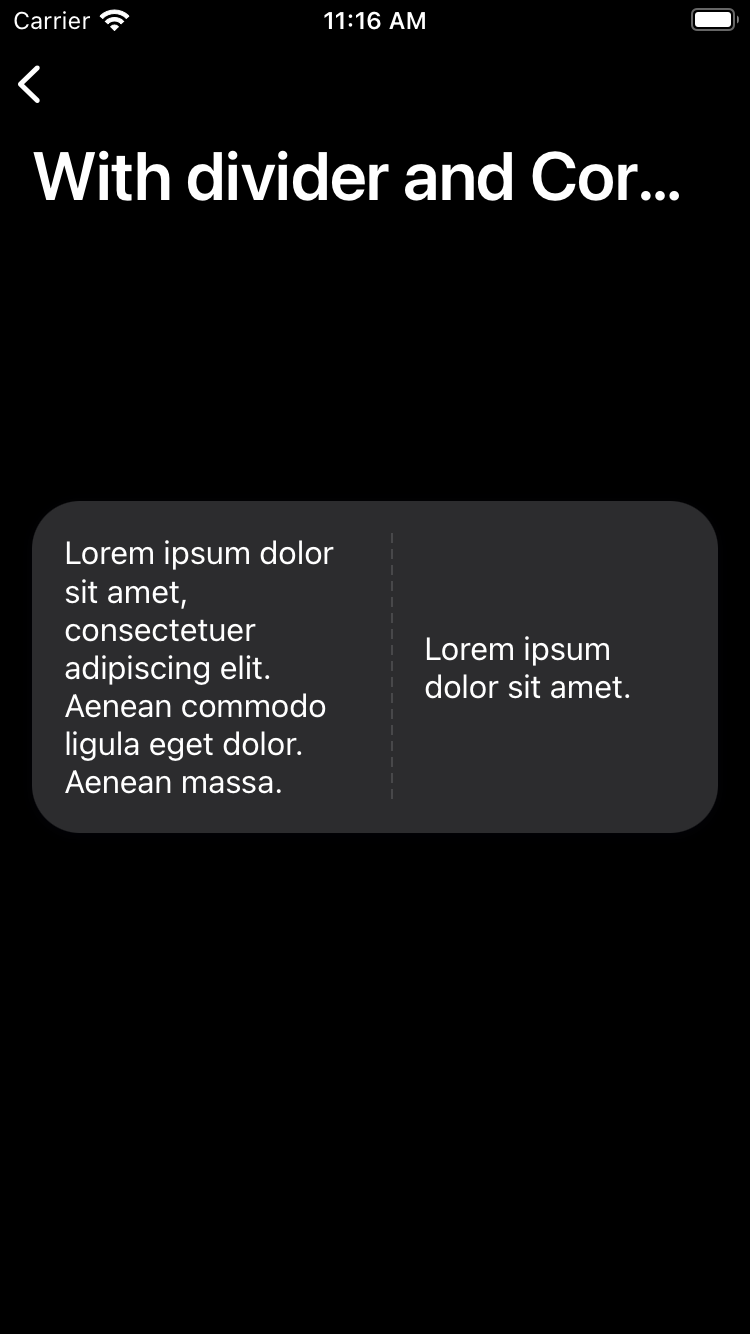 Carrier
11:16 AM
With divider and Cor...
Lorem ipsum dolor
sit amet,
consectetuer
adipiscing elit.
Aenean commodo
ligula eget dolor.
Aenean massa.
Lorem ipsum
dolor sit amet.